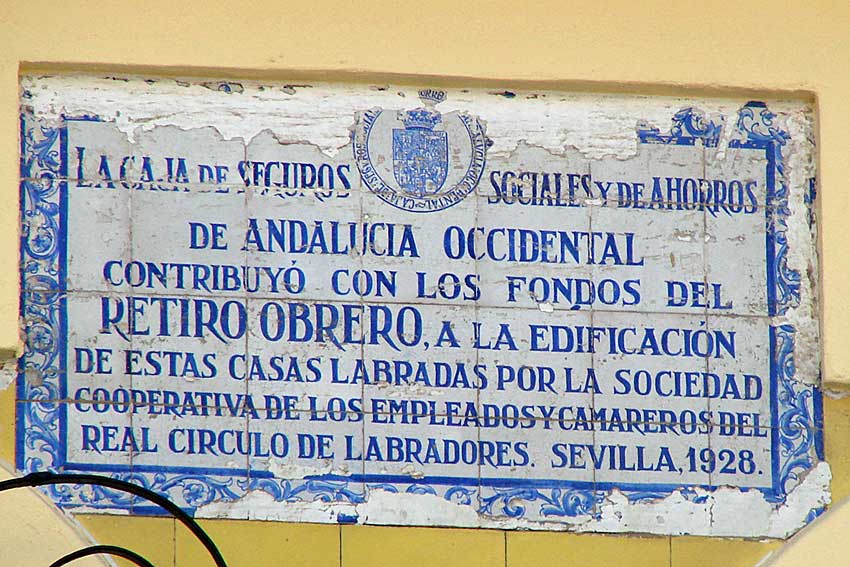 LA CAJA DE SEGUROS SOCIALES Y DE AHORROS
DE ANDALUCIA OCCIDENTAL
CONTRIBUYÓ CON LOS FONDOS DEL
RETIRO OBRERO, A LA EDIFICACIÓN
DE ESTAS CASAS LABRADAS POR LA SOCIEDAD
COOPERATIVA DE LOS EMPLEADOS Y CAMAREROS DEL
REAL CIRCULO DE LABRADORES. SEVILLA, 1928.